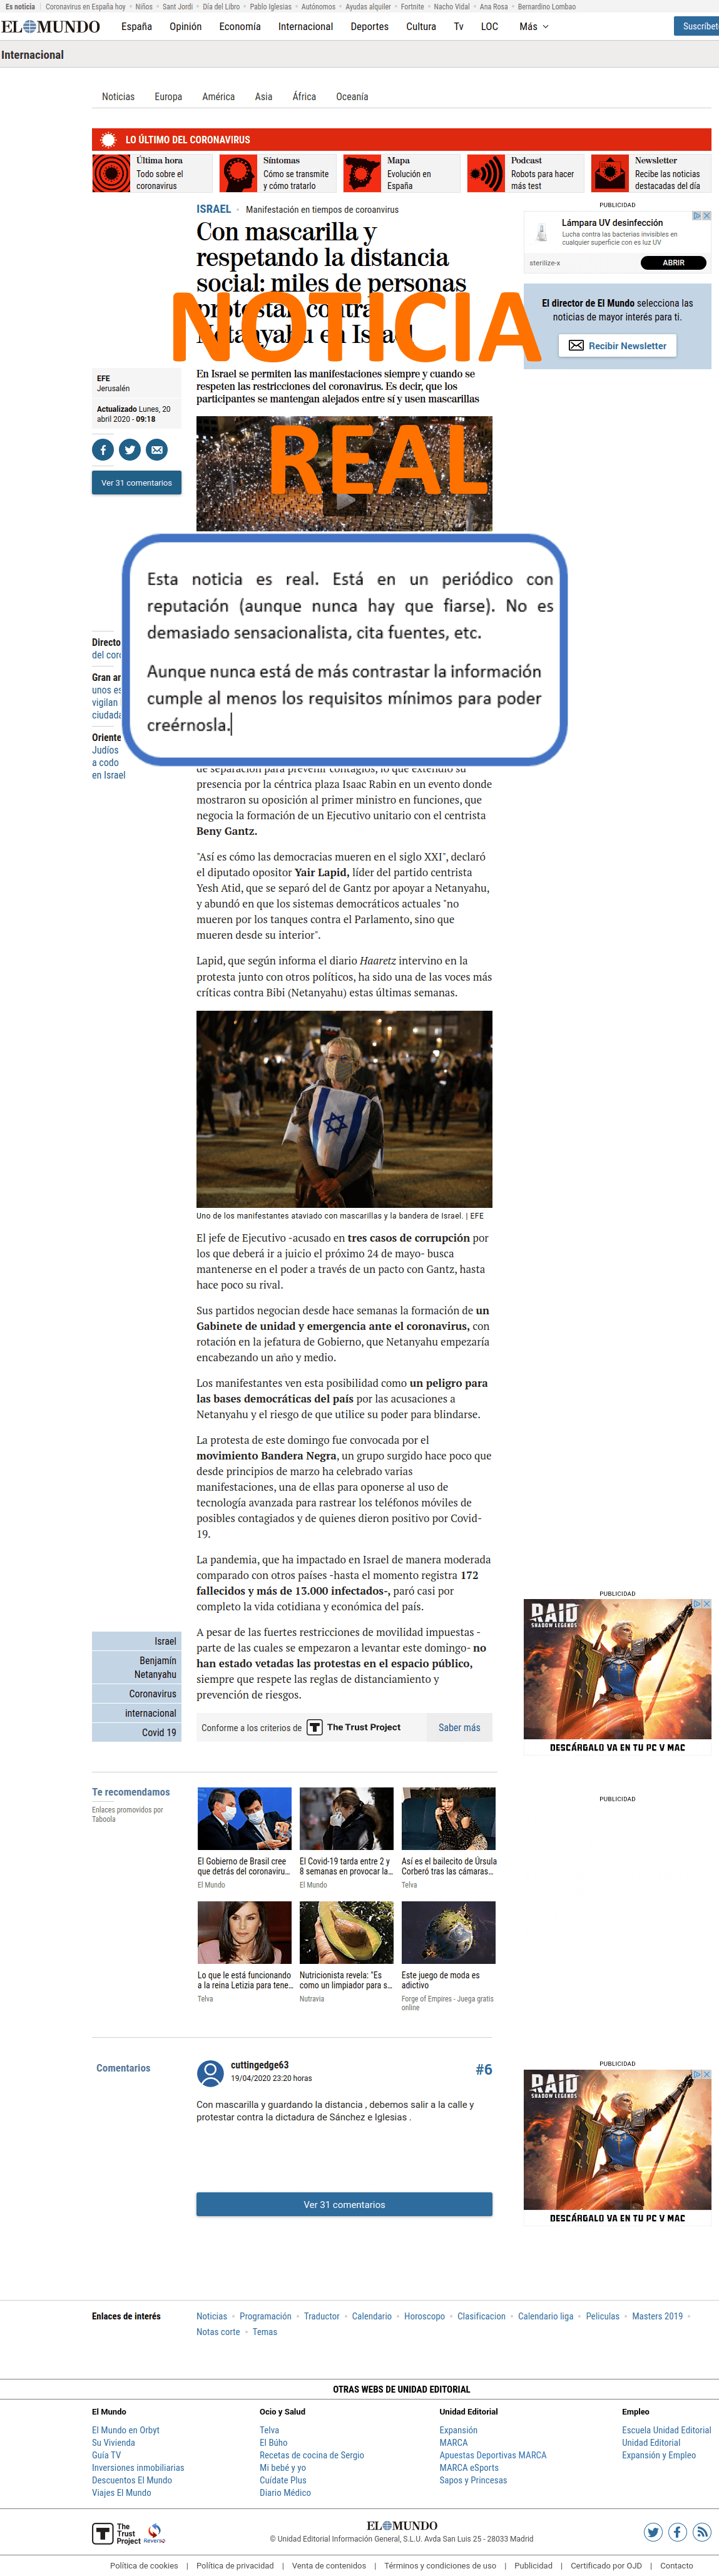 Es noticia Coronavirus en España hoy Niños Sant Jordi Día del Libro Pablo Iglesias Autónomos Ayudas alquiler Fortnite Nacho Vidal Ana Rosa Bernardino Lombao
EL MUNDO España Opinión Economía Internacional Deportes Cultura Tv LOC Más Suscríbet
Internacional
Noticias Europa América Asia África Oceanía
LO ÚLTIMO DEL CORONAVIRUS
Última hora
Todo sobre el
coronavirus
Síntomas
Cómo se transmite
y cómo tratarlo
Mapa
Evolución en
España
Podcast
Robots para hacer
más test
Newsletter
Recibe las noticias
destacadas del día
ISRAEL Manifestación en tiempos de coroanvirus
Con mascarilla y
respetando la distancia
social: miles de personas
protestan contra
Netanyahu en Israel
NOTICIA
REAL
En Israel se permiten las manifestaciones siempre y cuando se
respeten las restricciones del coronavirus. Es decir, que los
participantes se mantengan alejados entre sí y usen mascarillas
PUBLICIDAD
Lámpara UV desinfección
Lucha contra las bacterias invisibles en
cualquier superficie con es luz UV
sterilize-x ABRIR
El director de El Mundo selecciona las
noticias de mayor interés para ti.
Recibir Newsletter
EFE
Jerusalén
Actualizado Lunes, 20
abril 2020 - 09:18
Ver 31 comentarios
Esta noticia es real. Está en un periódico con
reputación (aunque nunca hay que fiarse). No es
demasiado sensacionalista, cita fuentes, etc.
Aunque nunca está de más contrastar la información
cumple al menos los requisitos mínimos para poder
creérnosla.
Directo
del coro
Gran ar
unos es
vigilan
ciudada
Oriente
Judíos
a codo
en Israel
de separación para prevenir contagios, lo que extendió su
presencia por la céntrica plaza Isaac Rabin en un evento donde
mostraron su oposición al primer ministro en funciones, que
negocia la formación de un Ejecutivo unitario con el centrista
Beny Gantz.
"Así es cómo las democracias mueren en el siglo XXI", declaró
el diputado opositor Yair Lapid, líder del partido centrista
Yesh Atid, que se separó del de Gantz por apoyar a Netanyahu,
y abundó en que los sistemas democráticos actuales "no
mueren por los tanques contra el Parlamento, sino que
mueren desde su interior".
Lapid, que según informa el diario Haaretz intervino en la
protesta junto con otros políticos, ha sido una de las voces más
críticas contra Bibi (Netanyahu) estas últimas semanas.
Uno de los manifestantes ataviado con mascarillas y la bandera de Israel. | EFE
El jefe de Ejecutivo -acusado en tres casos de corrupción por
los que deberá ir a juicio el próximo 24 de mayo- busca
mantenerse en el poder a través de un pacto con Gantz, hasta
hace poco su rival.
Sus partidos negocian desde hace semanas la formación de un
Gabinete de unidad y emergencia ante el coronavirus, con
rotación en la jefatura de Gobierno, que Netanyahu empezaría
encabezando un año y medio.
Los manifestantes ven esta posibilidad como un peligro para
las bases democráticas del país por las acusaciones a
Netanyahu y el riesgo de que utilice su poder para blindarse.
La protesta de este domingo fue convocada por el
movimiento Bandera Negra, un grupo surgido hace poco que
desde principios de marzo ha celebrado varias
manifestaciones, una de ellas para oponerse al uso de
tecnología avanzada para rastrear los teléfonos móviles de
posibles contagiados y de quienes dieron positivo por Covid-
19.
La pandemia, que ha impactado en Israel de manera moderada
comparado con otros países -hasta el momento registra 172
fallecidos y más de 13.000 infectados-, paró casi por
completo la vida cotidiana y económica del país.
A pesar de las fuertes restricciones de movilidad impuestas -
parte de las cuales se empezaron a levantar este domingo- no
han estado vetadas las protestas en el espacio público,
siempre que respete las reglas de distanciamiento y
prevención de riesgos.
Israel
Benjamín
Netanyahu
Coronavirus
internacional
Covid 19
Conforme a los criterios de The Trust Project Saber más
PUBLICIDAD
RAID
SHADOW LEGENDS
DESCÁRGALO VA EN TU PC V MAC
Te recomendamos
Enlaces promovidos por
Taboola
El Gobierno de Brasil cree
que detrás del coronaviru...
El Mundo
El Covid-19 tarda entre 2 y
8 semanas en provocar la...
El Mundo
Así es el bailecito de Úrsula
Corberó tras las cámaras...
Telva
PUBLICIDAD
Lo que le está funcionando
a la reina Letizia para tene...
Telva
Nutricionista revela: "Es
como un limpiador para s...
Nutravia
Este juego de moda es
adictivo
Forge of Empires - Juega gratis
online
Comentarios
cuttingedge63
19/04/2020 23:20 horas
#6
Con mascarilla y guardando la distancia , debemos salir a la calle y
protestar contra la dictadura de Sánchez e Iglesias .
Ver 31 comentarios
PUBLICIDAD
RAID
SHADOW LEGENDS
DESCÁRGALO VA EN TU PC V MAC
Enlaces de interés
Noticias Programación Traductor Calendario Horoscopo Clasificacion Calendario liga Peliculas Masters 2019
Notas corte Temas
OTRAS WEBS DE UNIDAD EDITORIAL
El Mundo
El Mundo en Orbyt
Su Vivienda
Guía TV
Inversiones inmobiliarias
Descuentos El Mundo
Viajes El Mundo
Ocio y Salud
Telva
El Búho
Recetas de cocina de Sergio
Mi bebé y yo
Cuídate Plus
Diario Médico
Unidad Editorial
Expansión
MARCA
Apuestas Deportivas MARCA
MARCA eSports
Sapos y Princesas
Empleo
Escuela Unidad Editorial
Unidad Editorial
Expansión y Empleo
The
Trust
Project
Reverso
EL MUNDO
© Unidad Editorial Información General, S.L.U. Avda San Luis 25 - 28033 Madrid
Política de cookies | Política de privacidad | Venta de contenidos | Términos y condiciones de uso | Publicidad | Certificado por OJD | Contacto